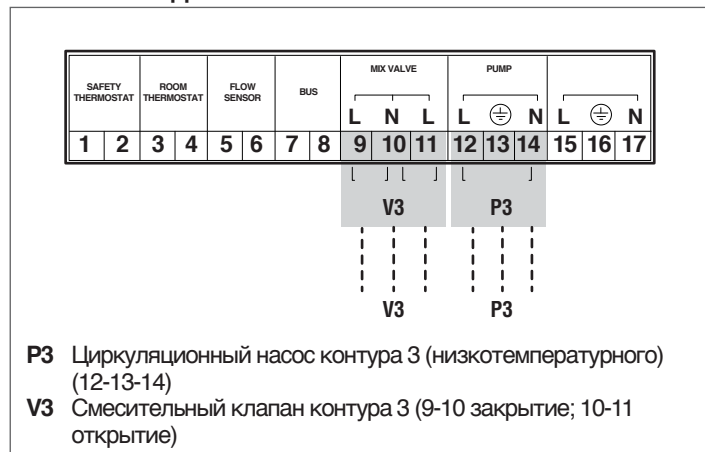 SAFETY THERMOSTAT ROOM THERMOSTAT FLOW SENSOR BUS MIX VALVE PUMP
L N L L N L N
1 2 3 4 5 6 7 8 9 10 11 12 13 14 15 16 17
V3 P3
V3 P3
P3 Циркуляционный насос контура 3 (низкотемпературного)
(12-13-14)
V3 Смесительный клапан контура 3 (9-10 закрытие; 10-11
открытие)